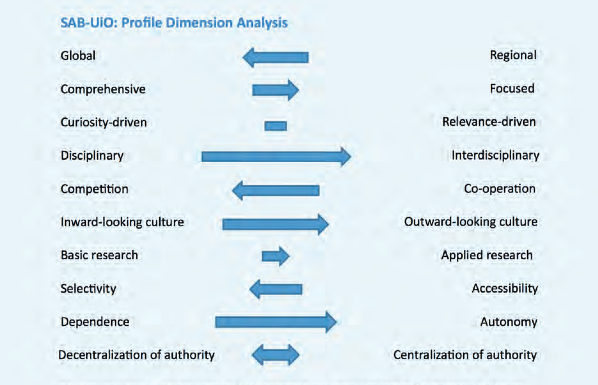 SAB-UiO: Profile Dimension Analysis
Global Regional
Comprehensive Focused
Curiosity-driven Relevance-driven
Disciplinary Interdisciplinary
Competition Co-operation
Inward-looking culture Outward-looking culture
Basic research Applied research
Selectivity Accessibility
Dependence Autonomy
Decentralization of authority Centralization of authority